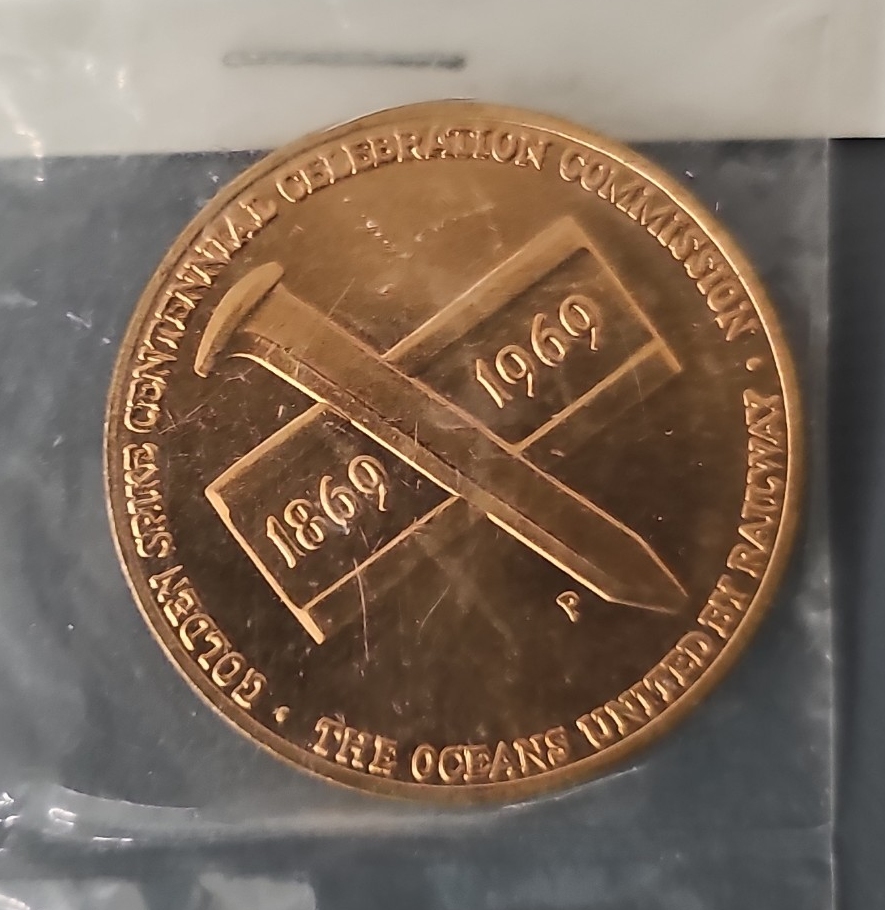 GOLDEN SPIKE CENTENNIAL CELEBRATION COMMISSION ·
THE OCEANS UNITED BY RAILWAY ·
1869
1969
P